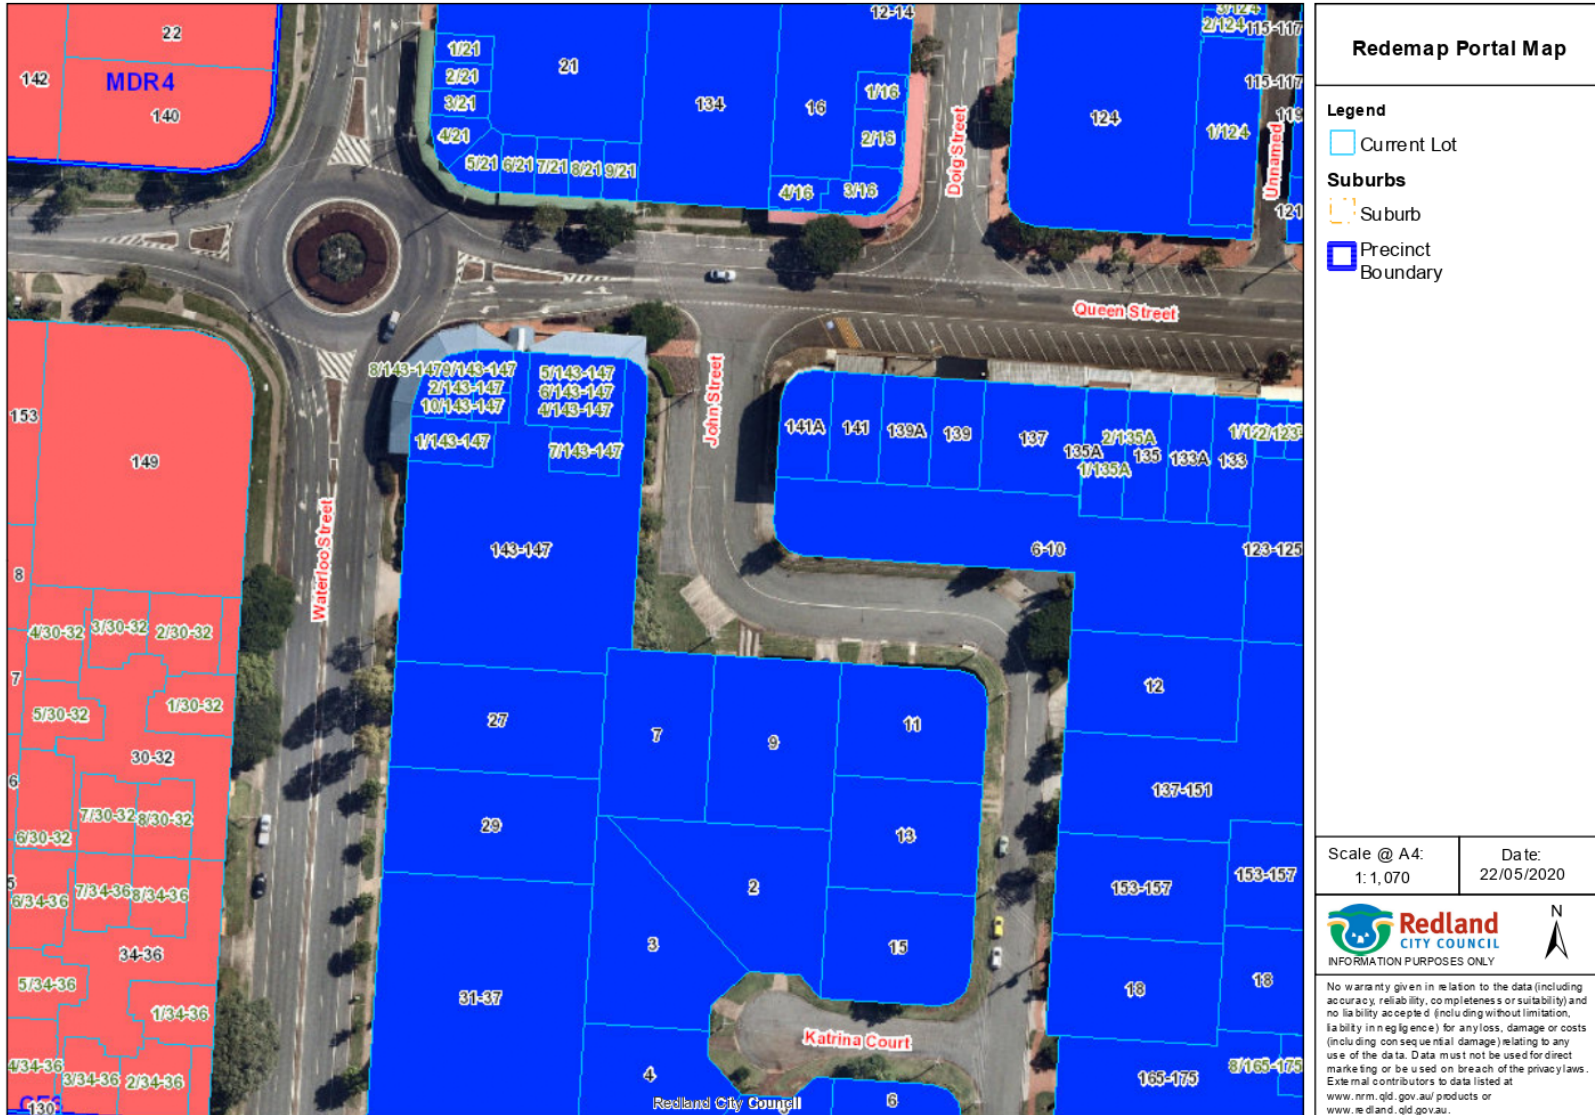 Redemap Portal Map
Legend
Current Lot
Suburbs
Suburb
Precinct
Boundary
Scale @ A4:
1:1,070
Date:
22/05/2020
Redland
CITY COUNCIL
INFORMATION PURPOSES ONLY
N
No warranty given in relation to the data (including
accuracy, reliability, completeness or suitability) and
no liability accepted (including without limitation,
liability in negligence) for any loss, damage or costs
(including consequential damage) relating to any
use of the data. Data must not be used for direct
marketing or be used on breach of the privacy laws.
External contributors to data listed at
www.nrm.qld.gov.au/products or
www.redland.qld.gov.au.
22
142
MDR4
140
1/21
2/21
3/21
4/21
5/21
6/21
7/21
8/21
9/21
21
134
12-14
16
1/16
2/16
3/16
4/16
Doig Street
124
3/124
2/124
1/124
115-117
115-117
119
121
Unnamed
Queen Street
John Street
Waterloo Street
153
149
8
7
6
5
4/30-32
3/30-32
2/30-32
5/30-32
1/30-32
30-32
7/30-32
8/30-32
6/30-32
7/34-36
8/34-36
6/34-36
34-36
5/34-36
1/34-36
4/34-36
3/34-36
2/34-36
130
8/143-147
9/143-147
2/143-147
10/143-147
5/143-147
6/143-147
4/143-147
1/143-147
7/143-147
143-147
141A
141
139A
139
137
135A
2/135A
1/135A
135
133A
133
6-10
123-125
27
29
31-37
7
9
11
13
15
2
3
4
6
Katrina Court
12
137-151
153-157
153-157
18
18
165-175
8/165-175
Redland City Council